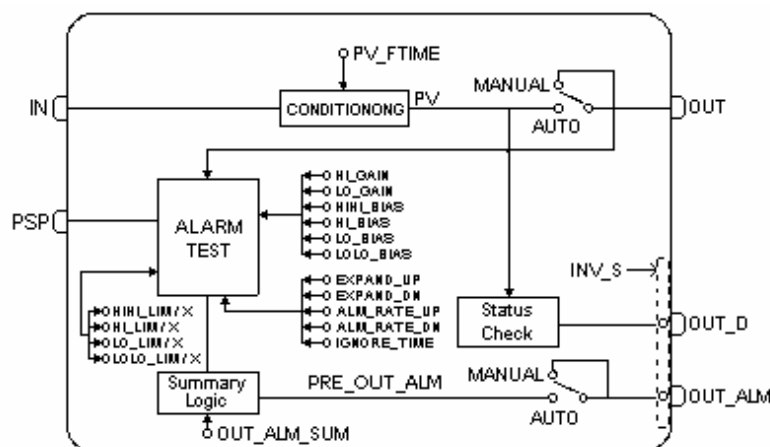 PV_FTIME
MANUAL
IN
CONDITIONONG
PV
OUT
AUTO
HI_GAIN
LO_GAIN
HIHI_BIAS
HI_BIAS
LO_BIAS
LOLO_BIAS
PSP
ALARM
TEST
INV_S
EXPAND_UP
EXPAND_DN
ALM_RATE_UP
ALM_RATE_DN
IGNORE_TIME
HIHI_LIM/X
HI_LIM/X
LO_LIM/X
LOLO_LIM/X
Status
Check
OUT_D
Summary
Logic
PRE_OUT_ALM
MANUAL
AUTO
OUT_ALM
OUT_ALM_SUM